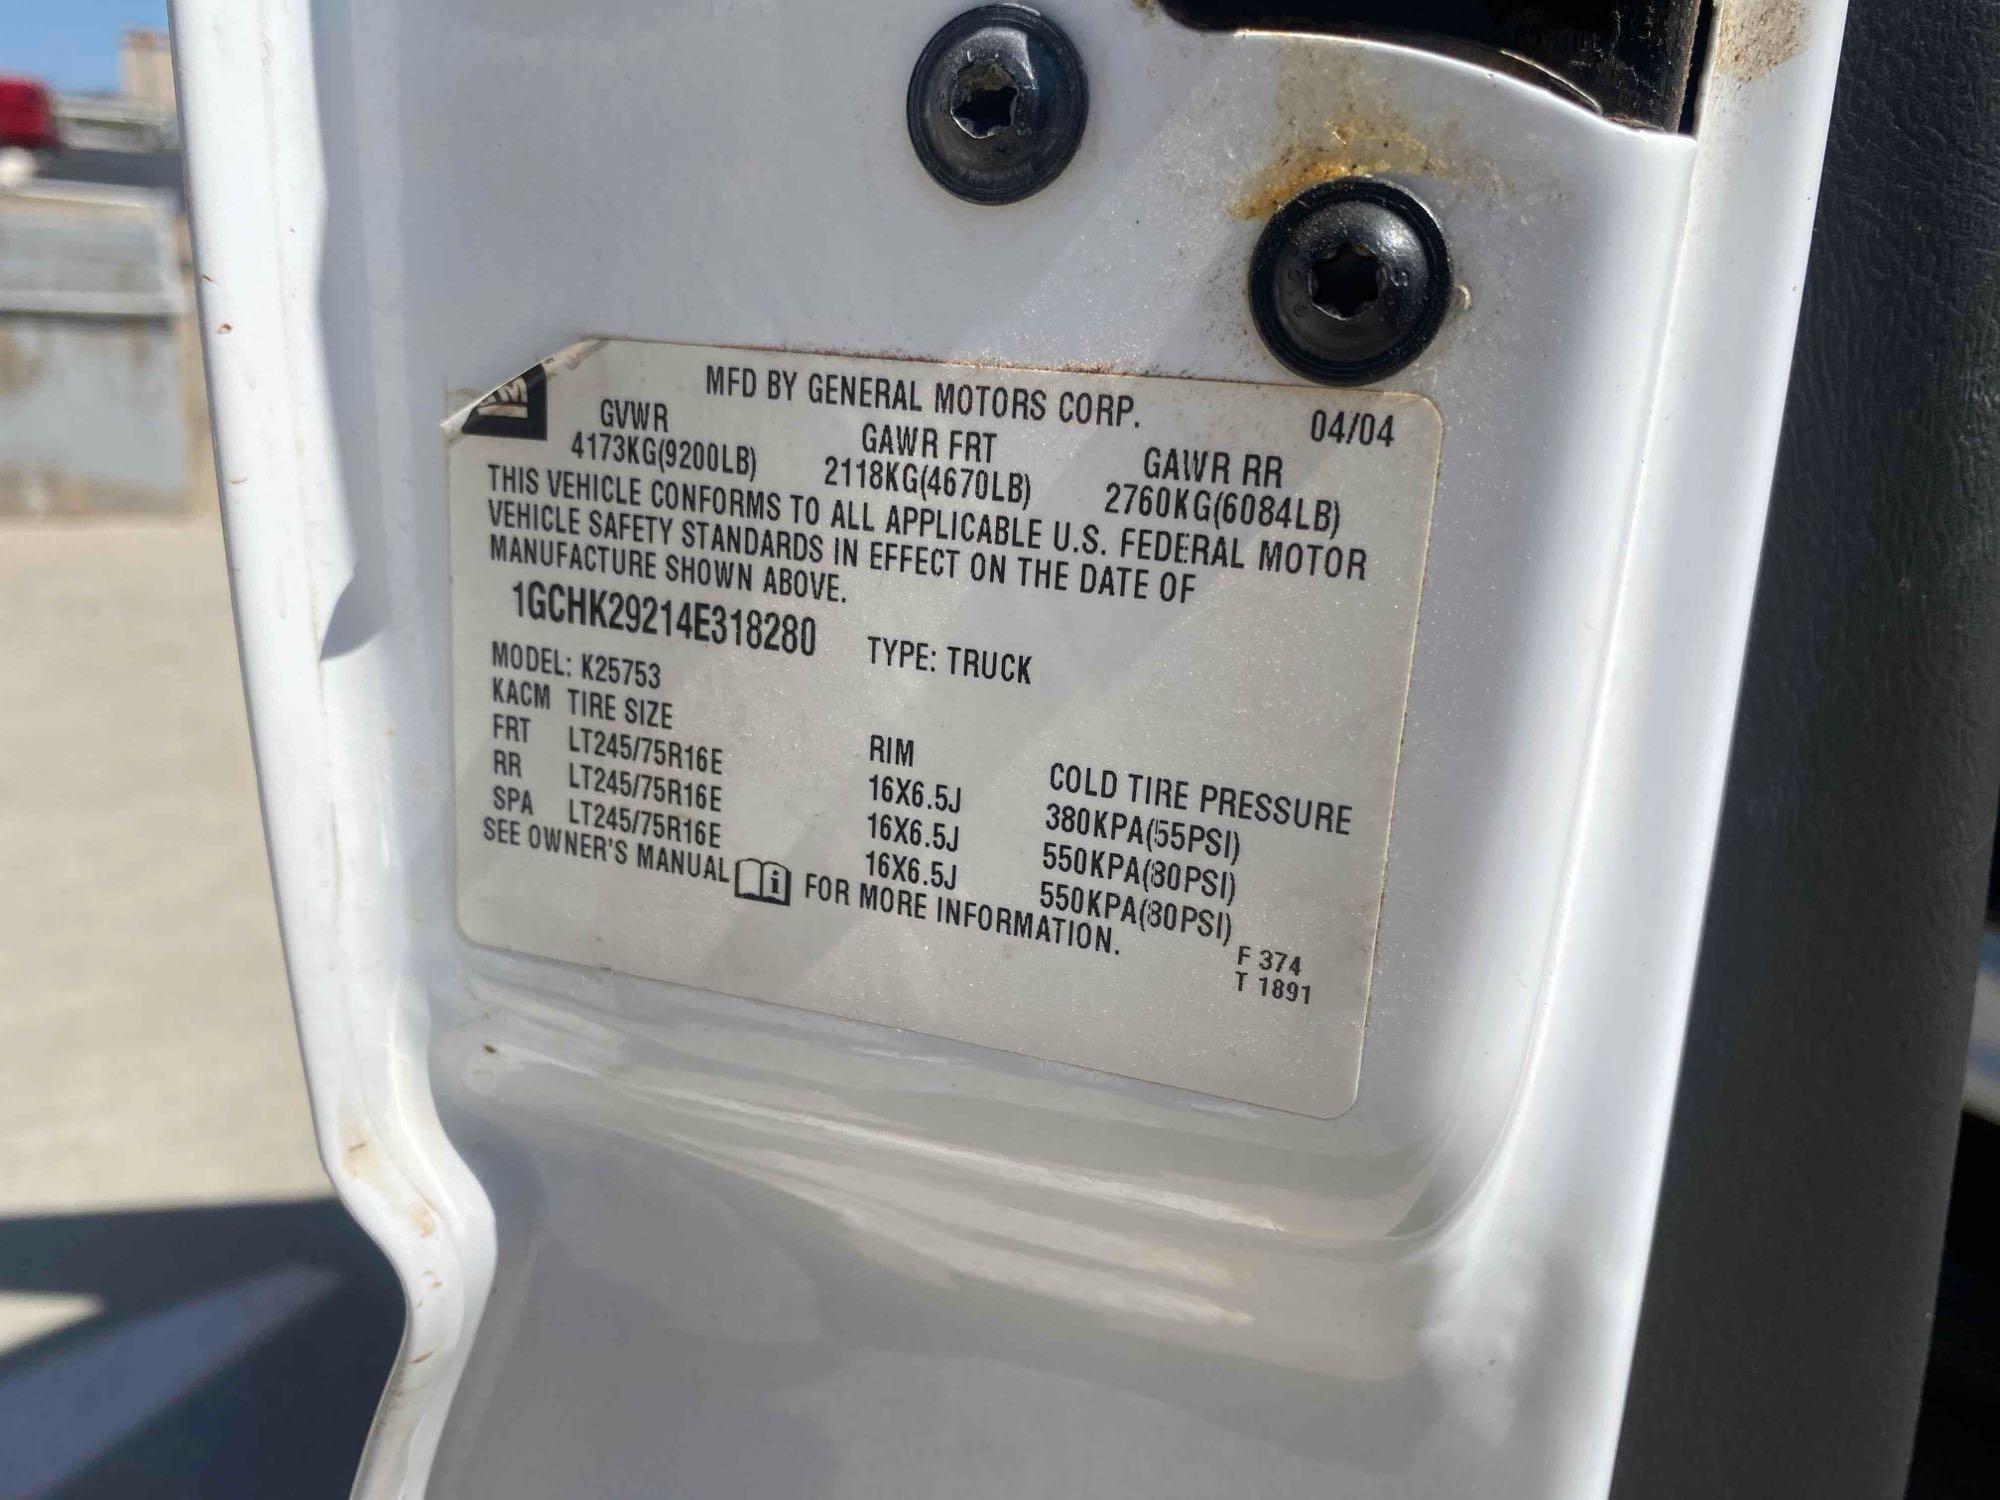 GM
MFD BY GENERAL MOTORS CORP. 04/04
GVWR GAWR FRT GAWR RR
4173KG(9200LB) 2118KG(4670LB) 2760KG(6084LB)
THIS VEHICLE CONFORMS TO ALL APPLICABLE U.S. FEDERAL MOTOR
VEHICLE SAFETY STANDARDS IN EFFECT ON THE DATE OF
MANUFACTURE SHOWN ABOVE.
1GCHK29214E318280 TYPE: TRUCK
MODEL: K25753
KACM TIRE SIZE RIM COLD TIRE PRESSURE
FRT LT245/75R16E 16X6.5J 380KPA(55PSI)
RR LT245/75R16E 16X6.5J 550KPA(80PSI)
SPA LT245/75R16E 16X6.5J 550KPA(80PSI)
SEE OWNER'S MANUAL FOR MORE INFORMATION.
F 374
T 1891